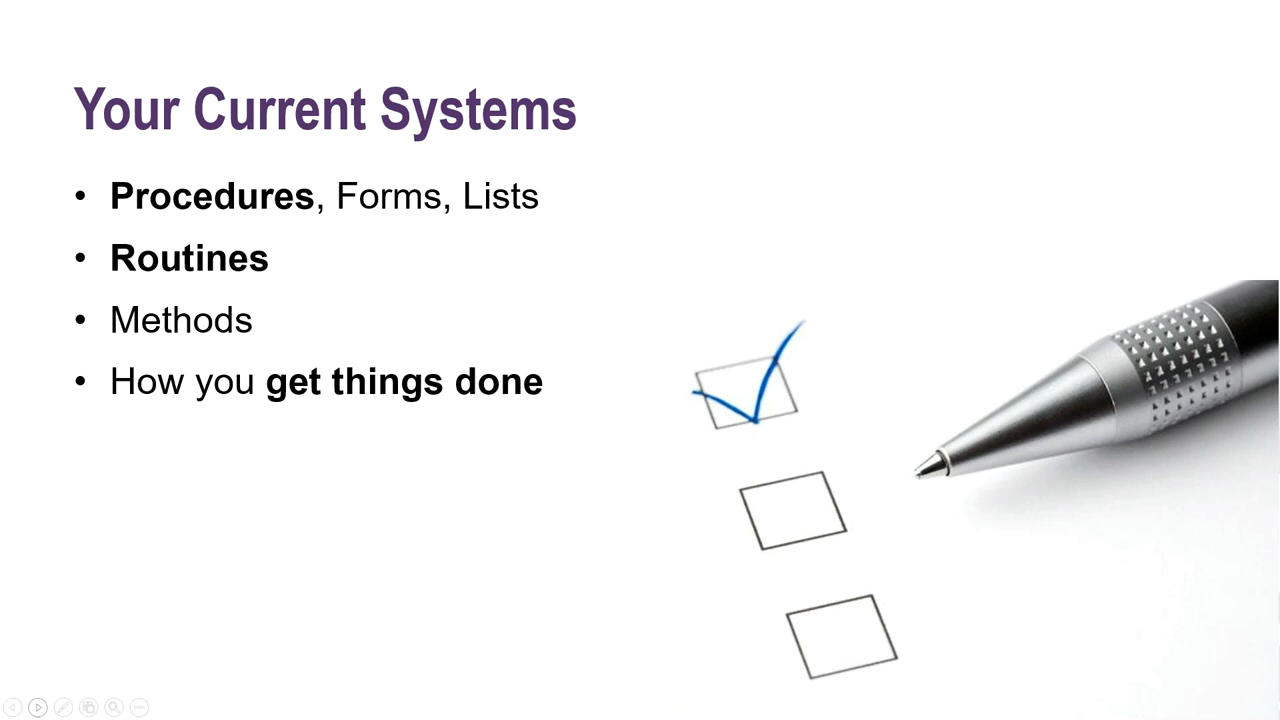 Your Current Systems
• Procedures, Forms, Lists
• Routines
• Methods
• How you get things done